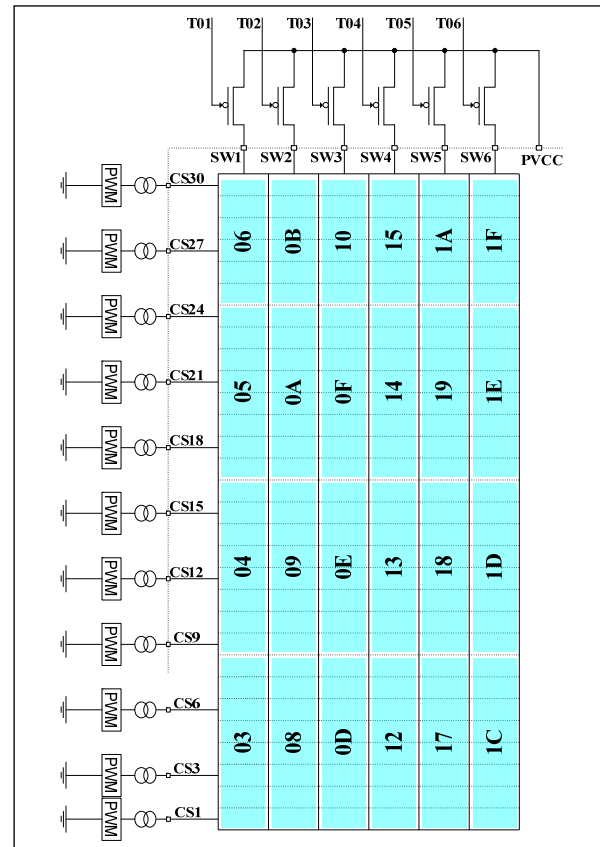 T01 T02 T03 T04 T05 T06
SW1 SW2 SW3 SW4 SW5 SW6 PVCC
PWM CS30
06 0B 10 15 1A 1F
PWM CS27
PWM CS24
PWM CS21
05 0A 0F 14 19 1E
PWM CS18
PWM CS15
PWM CS12
04 09 0E 13 18 1D
PWM CS9
PWM CS6
03 08 0D 12 17 1C
PWM CS3
PWM CS1